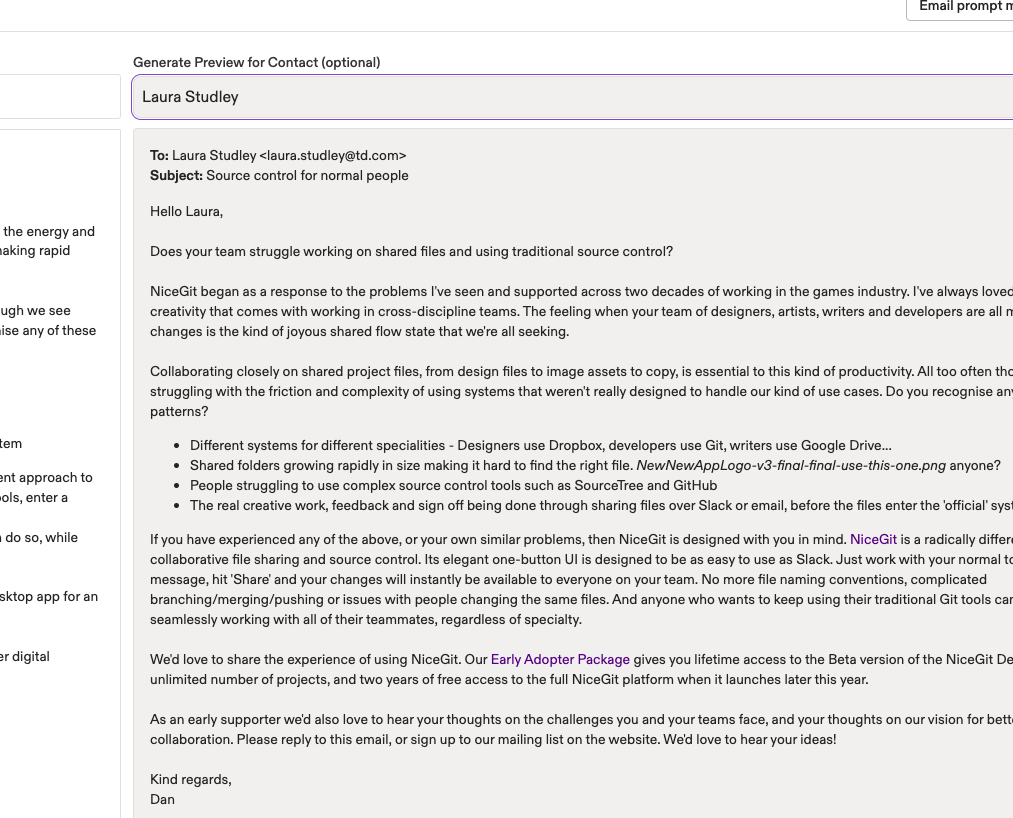 Email prompt
Generate Preview for Contact (optional)
Laura Studley
the energy and
making rapid
ugh we see
ise any of these
tem
ent approach to
ols, enter a
do so, while
sktop app for an
er digital
To: Laura Studley <laura.studley@td.com>
Subject: Source control for normal people
Hello Laura,
Does your team struggle working on shared files and using traditional source control?
NiceGit began as a response to the problems I've seen and supported across two decades of working in the games industry. I've always loved
creativity that comes with working in cross-discipline teams. The feeling when your team of designers, artists, writers and developers are all m
changes is the kind of joyous shared flow state that we're all seeking.
Collaborating closely on shared project files, from design files to image assets to copy, is essential to this kind of productivity. All too often tho
struggling with the friction and complexity of using systems that weren't really designed to handle our kind of use cases. Do you recognise any
patterns?
• Different systems for different specialities - Designers use Dropbox, developers use Git, writers use Google Drive...
• Shared folders growing rapidly in size making it hard to find the right file. NewNewAppLogo-v3-final-final-use-this-one.png anyone?
• People struggling to use complex source control tools such as SourceTree and GitHub
• The real creative work, feedback and sign off being done through sharing files over Slack or email, before the files enter the 'official' syst
If you have experienced any of the above, or your own similar problems, then NiceGit is designed with you in mind. NiceGit is a radically differe
collaborative file sharing and source control. Its elegant one-button UI is designed to be as easy to use as Slack. Just work with your normal to
message, hit 'Share' and your changes will instantly be available to everyone on your team. No more file naming conventions, complicated
branching/merging/pushing or issues with people changing the same files. And anyone who wants to keep using their traditional Git tools can
seamlessly working with all of their teammates, regardless of specialty.
We'd love to share the experience of using NiceGit. Our Early Adopter Package gives you lifetime access to the Beta version of the NiceGit De
unlimited number of projects, and two years of free access to the full NiceGit platform when it launches later this year.
As an early supporter we'd also love to hear your thoughts on the challenges you and your teams face, and your thoughts on our vision for bett
collaboration. Please reply to this email, or sign up to our mailing list on the website. We'd love to hear your ideas!
Kind regards,
Dan